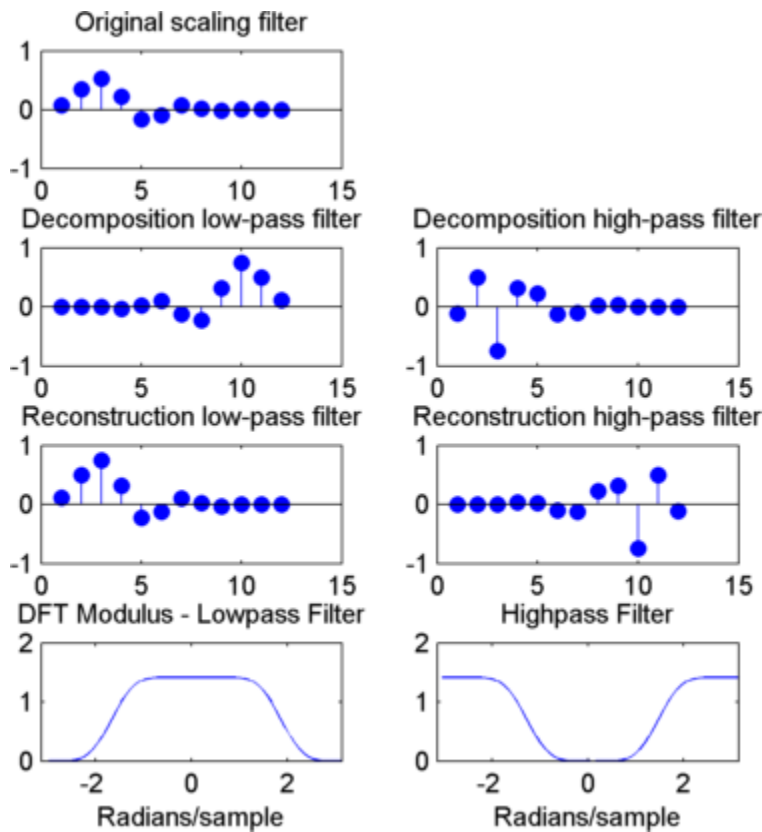 Original scaling filter
1
0
-1
0 5 10 15
Decomposition low-pass filter
1
0
-1
0 5 10 15
Decomposition high-pass filter
1
0
-1
0 5 10 15
Reconstruction low-pass filter
1
0
-1
0 5 10 15
Reconstruction high-pass filter
1
0
-1
0 5 10 15
DFT Modulus - Lowpass Filter
2
1
0
-2 0 2
Radians/sample
Highpass Filter
2
1
0
-2 0 2
Radians/sample